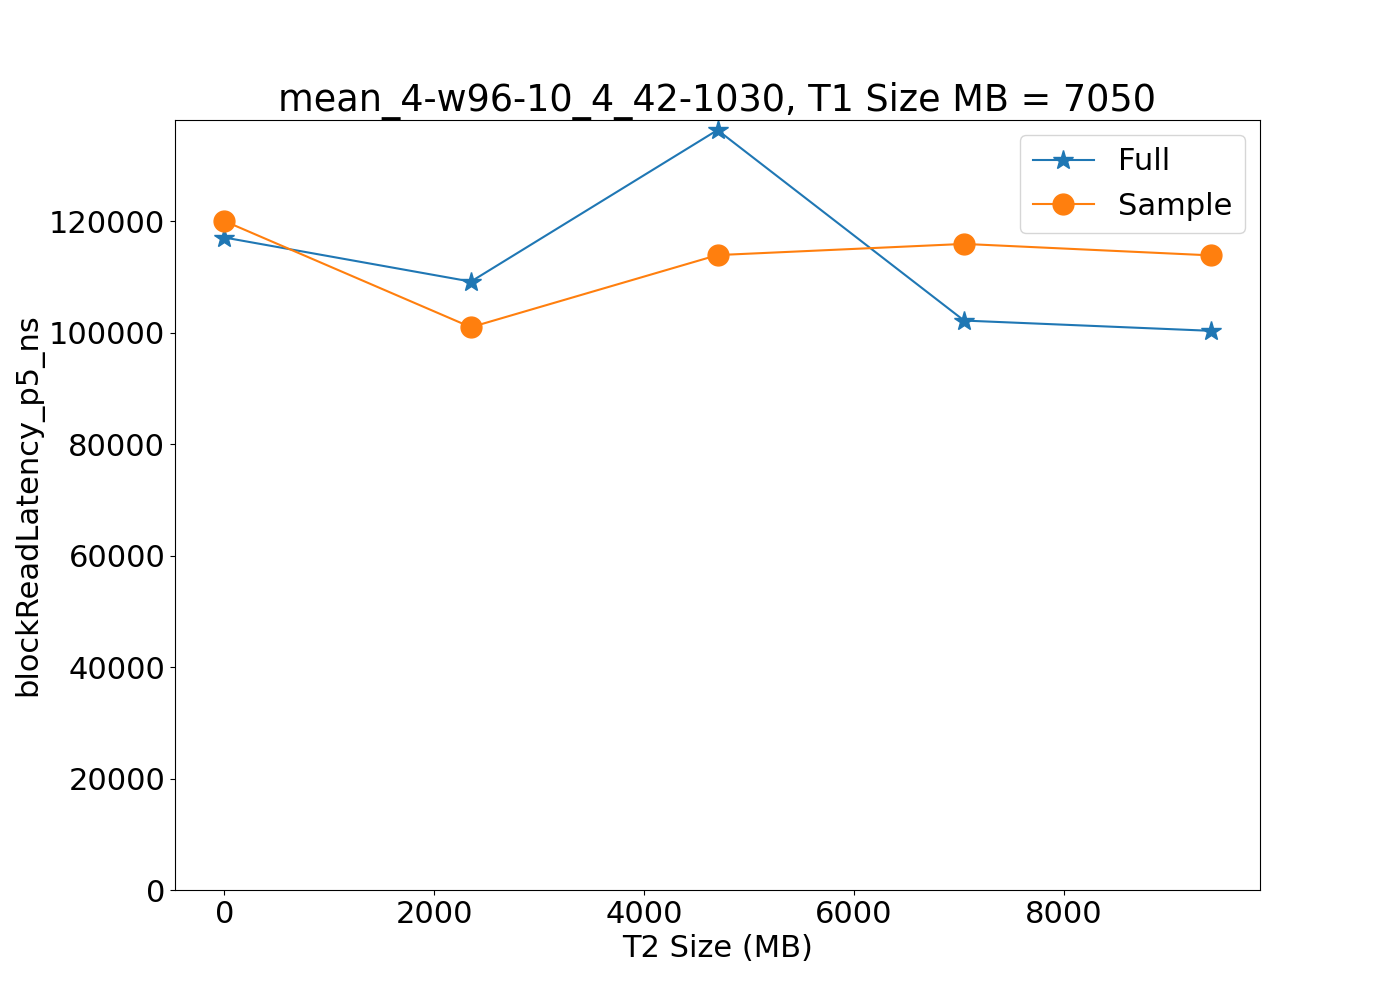 mean_4-w96-10_4_42-1030, T1 Size MB = 7050
Full
Sample
blockReadLatency_p5_ns
120000
100000
80000
60000
40000
20000
0
0 2000 4000 6000 8000
T2 Size (MB)